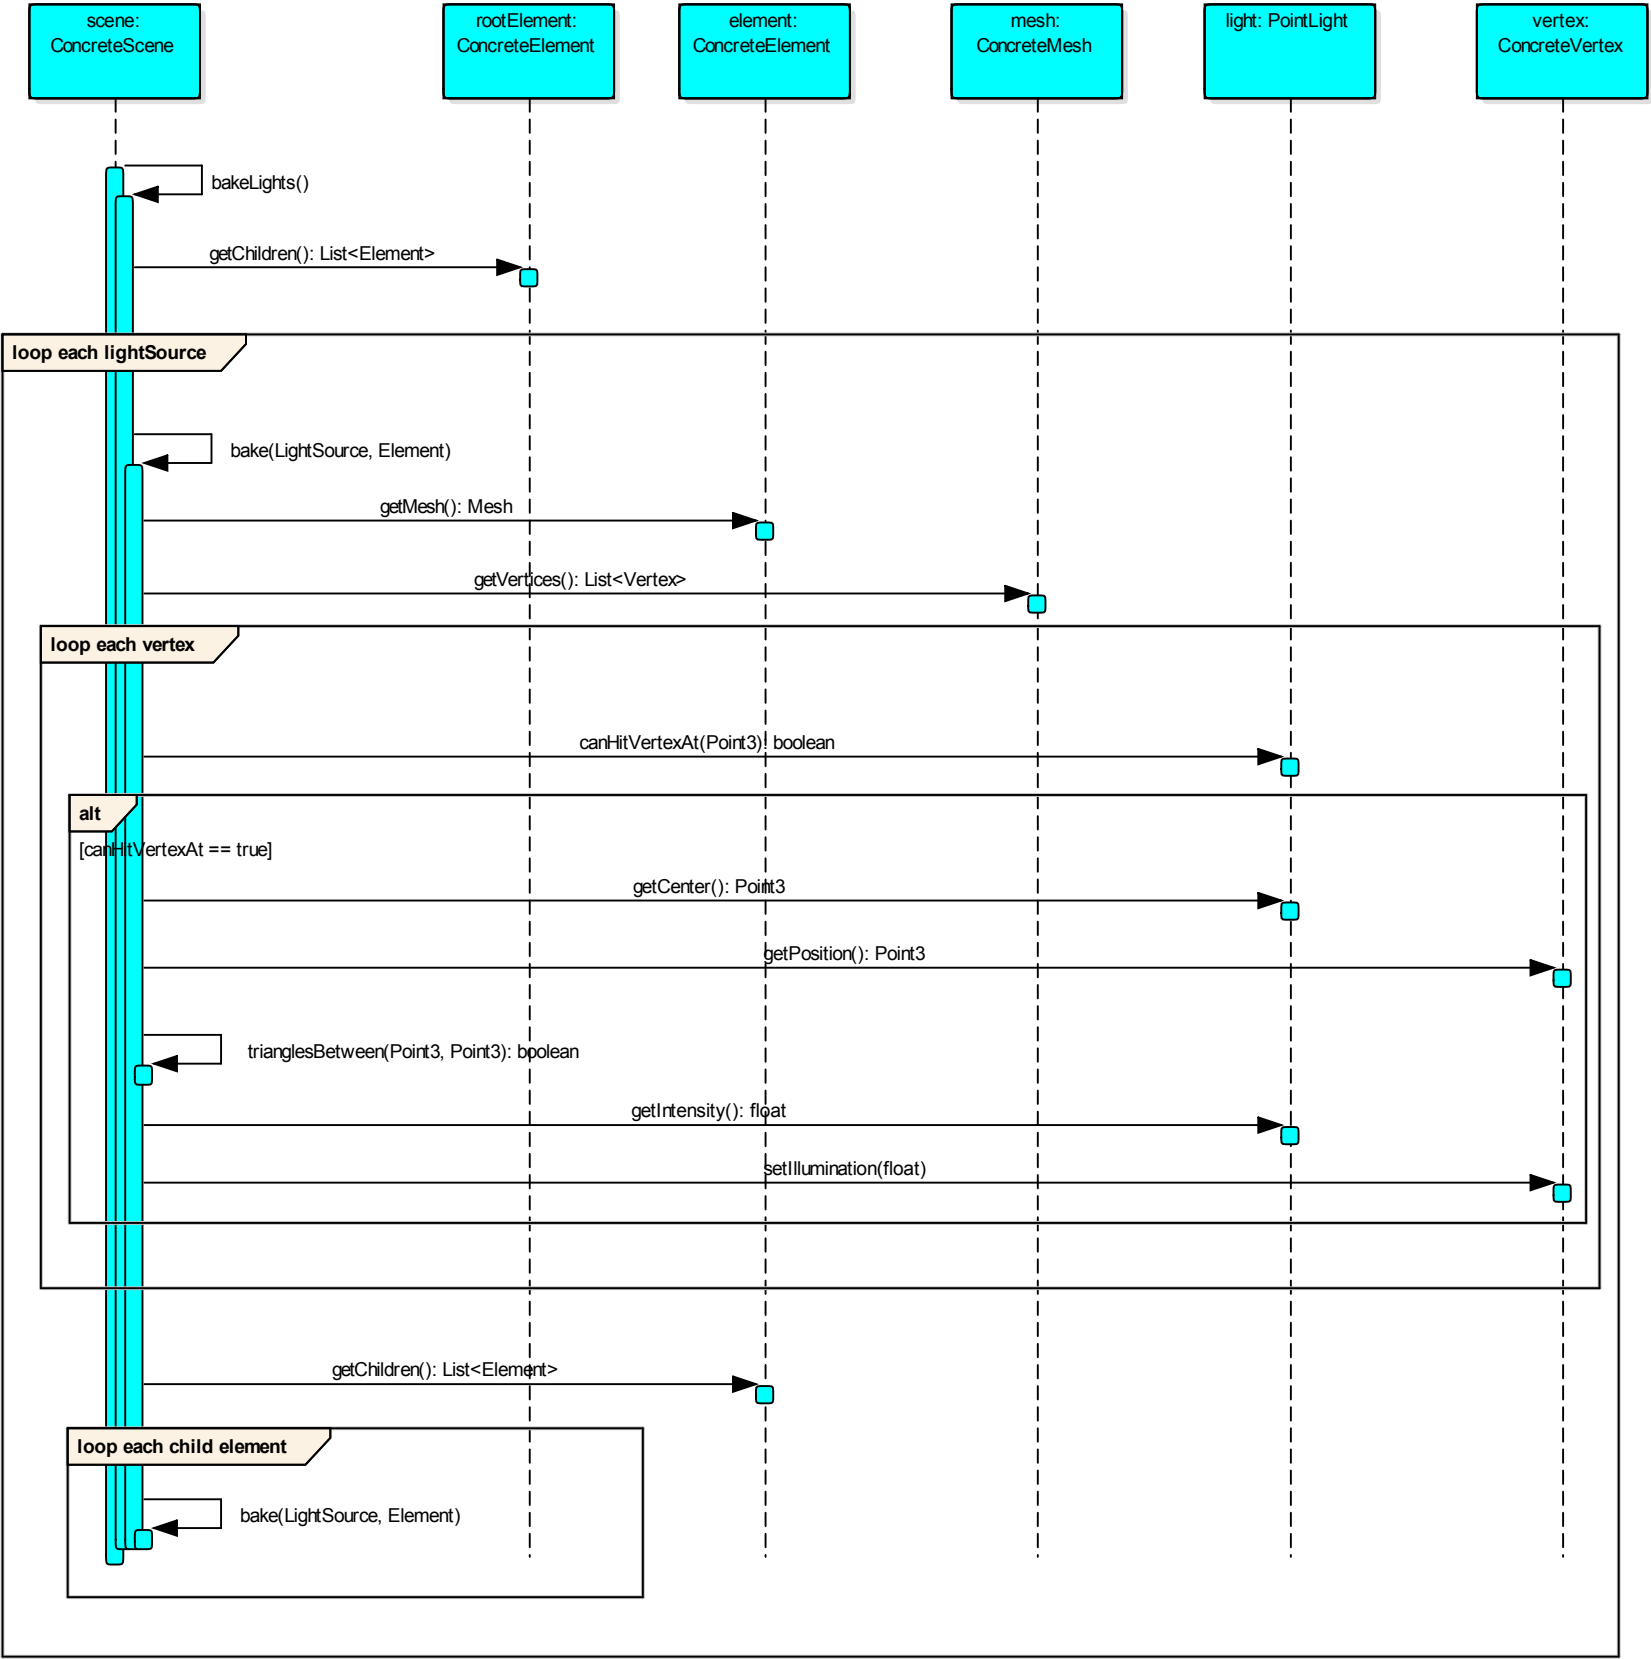 scene:
ConcreteScene
rootElement:
ConcreteElement
element:
ConcreteElement
mesh:
ConcreteMesh
light: PointLight
vertex:
ConcreteVertex
bakeLights()
getChildren(): List<Element>
loop each lightSource
bake(LightSource, Element)
getMesh(): Mesh
getVertices(): List<Vertex>
loop each vertex
canHitVertexAt(Point3): boolean
alt
[canHitVertexAt == true]
getCenter(): Point3
getPosition(): Point3
trianglesBetween(Point3, Point3): boolean
getIntensity(): float
setIllumination(float)
getChildren(): List<Element>
loop each child element
bake(LightSource, Element)